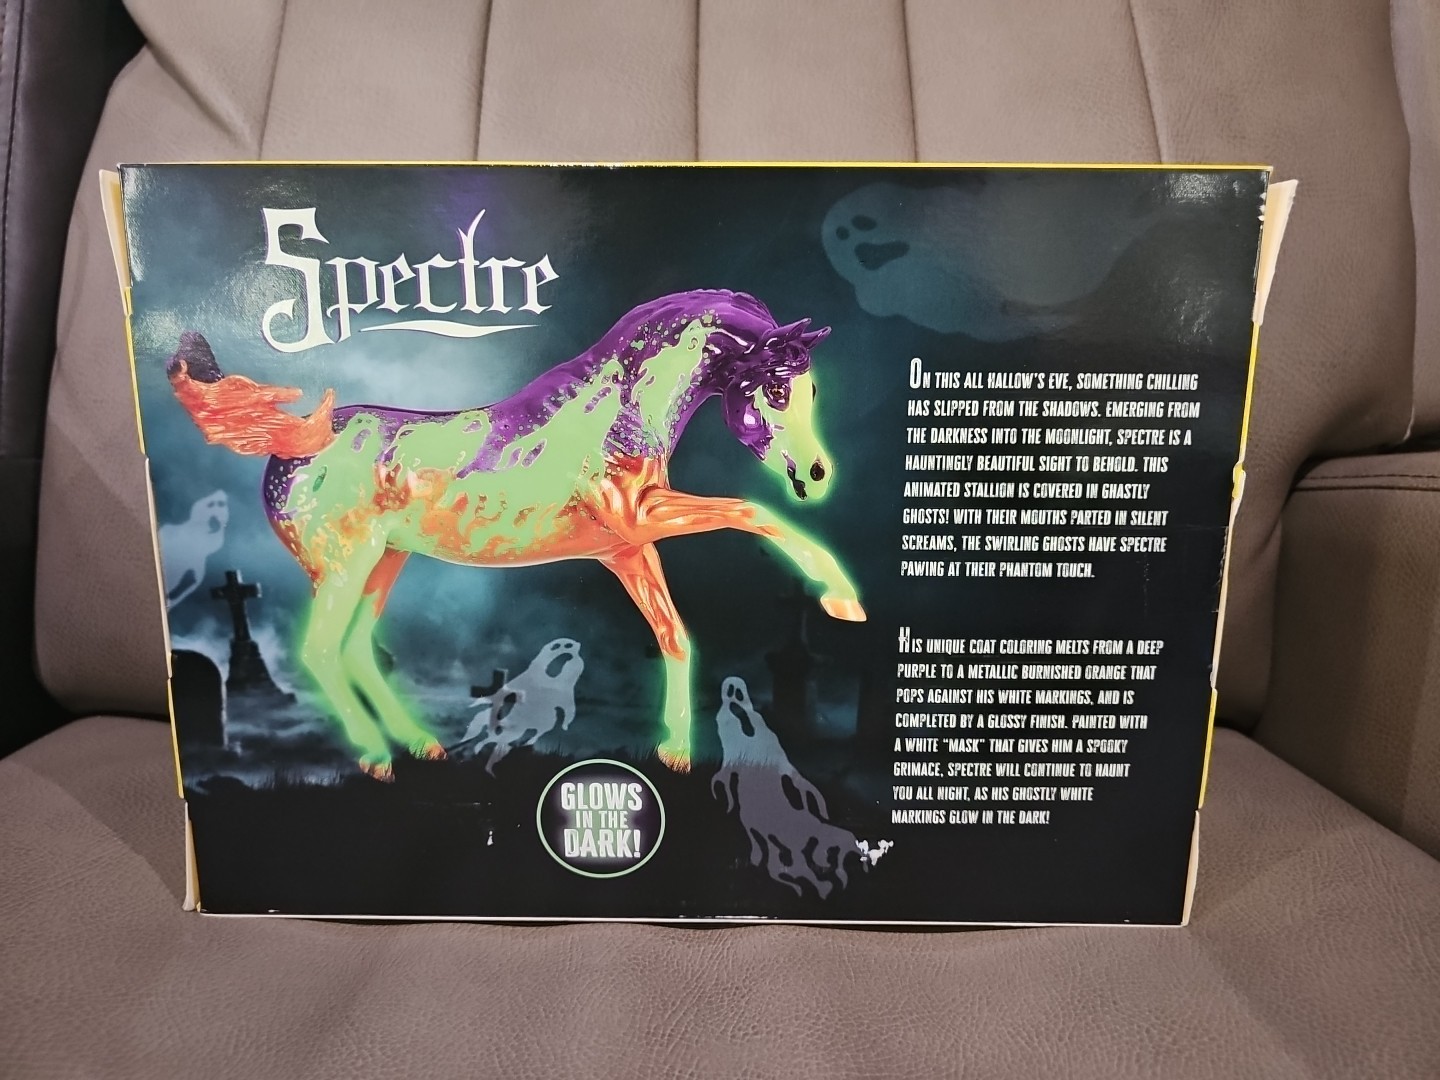 Spectre
ON THIS ALL HALLOW'S EVE, SOMETHING CHILLING
HAS SLIPPED FROM THE SHADOWS. EMERGING FROM
THE DARKNESS INTO THE MOONLIGHT, SPECTRE IS A
HAUNTINGLY BEAUTIFUL SIGHT TO BEHOLD. THIS
ANIMATED STALLION IS COVERED IN GHASTLY
GHOSTS! WITH THEIR MOUTHS PARTED IN SILENT
SCREAMS, THE SWIRLING GHOSTS HAVE SPECTRE
PAWING AT THEIR PHANTOM TOUCH.
HIS UNIQUE COAT COLORING MELTS FROM A DEEP
PURPLE TO A METALLIC BURNISHED ORANGE THAT
POPS AGAINST HIS WHITE MARKINGS, AND IS
COMPLETED BY A GLOSSY FINISH. PAINTED WITH
A WHITE "MASK" THAT GIVES HIM A SPOOKY
GRIMACE, SPECTRE WILL CONTINUE TO HAUNT
YOU ALL NIGHT, AS HIS GHOSTLY WHITE
MARKINGS GLOW IN THE DARK!
GLOWS
IN THE
DARK!